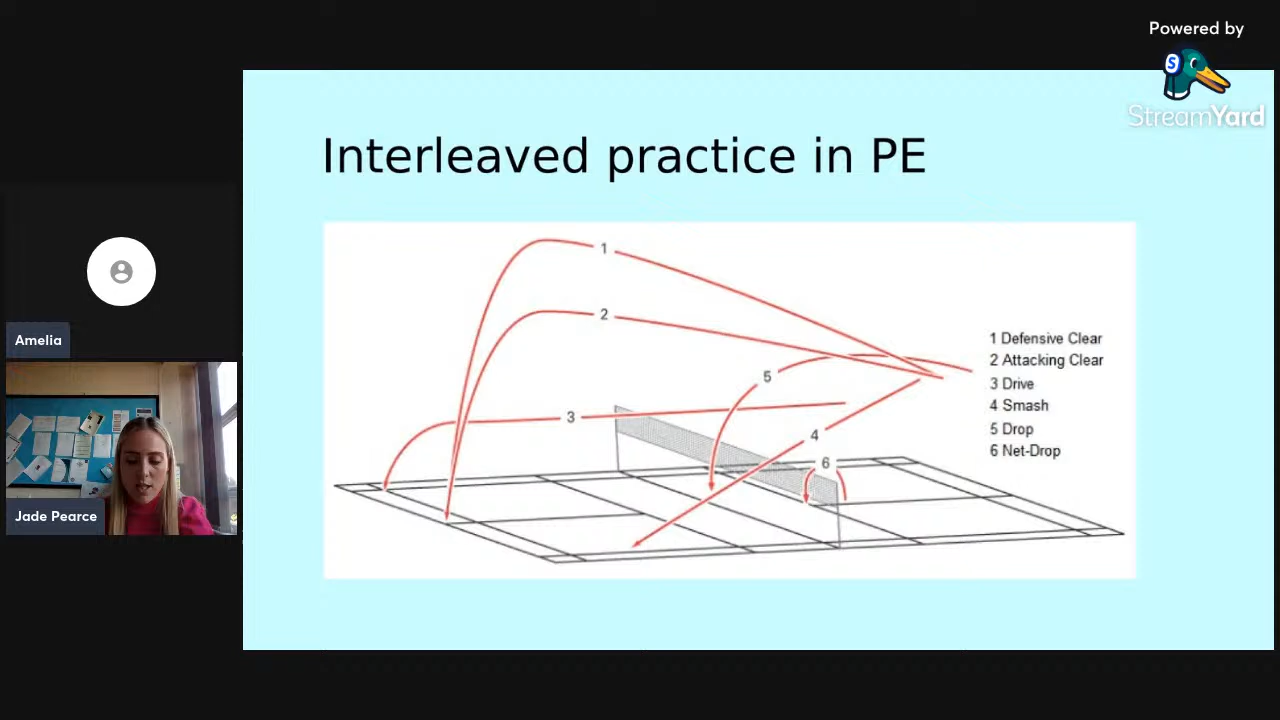 Powered by
S
StreamYard
Interleaved practice in PE
1
2
3
4
5
6
1 Defensive Clear
2 Attacking Clear
3 Drive
4 Smash
5 Drop
6 Net-Drop
Amelia
Jade Pearce